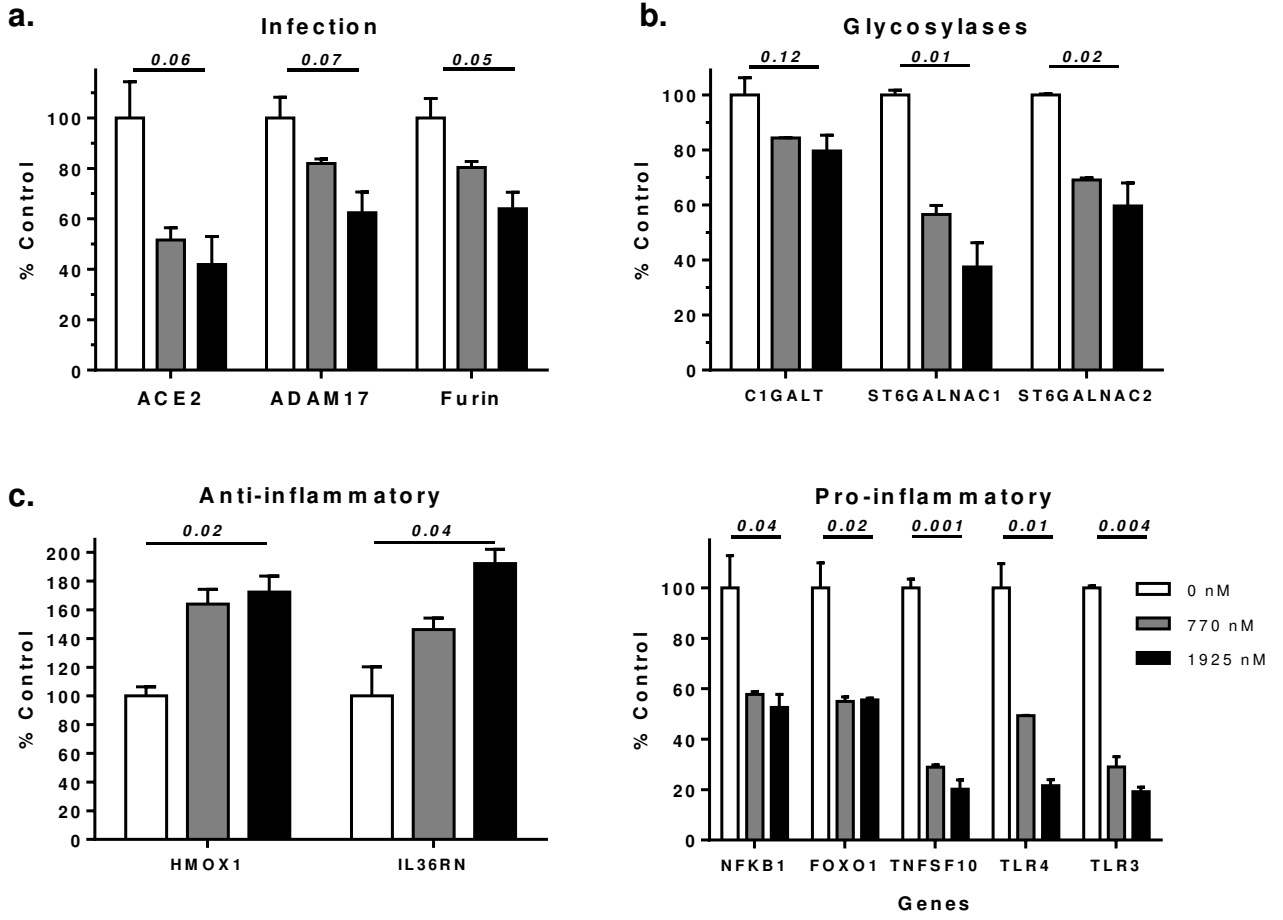 a.
Infection
0.06 0.07 0.05
100
80
60
40
20
0
% Control
ACE2 ADAM17 Furin
b.
Glycosylases
0.12 0.01 0.02
100
80
60
40
20
0
% Control
C1GALT ST6GALNAC1 ST6GALNAC2
c.
Anti-inflammatory
0.02 0.04
200
180
160
140
120
100
80
60
40
20
0
% Control
HMOX1 IL36RN
Pro-inflammatory
0.04 0.02 0.001 0.01 0.004
100
80
60
40
20
0
% Control
NFKB1 FOXO1 TNFSF10 TLR4 TLR3
Genes
0 nM
770 nM
1925 nM